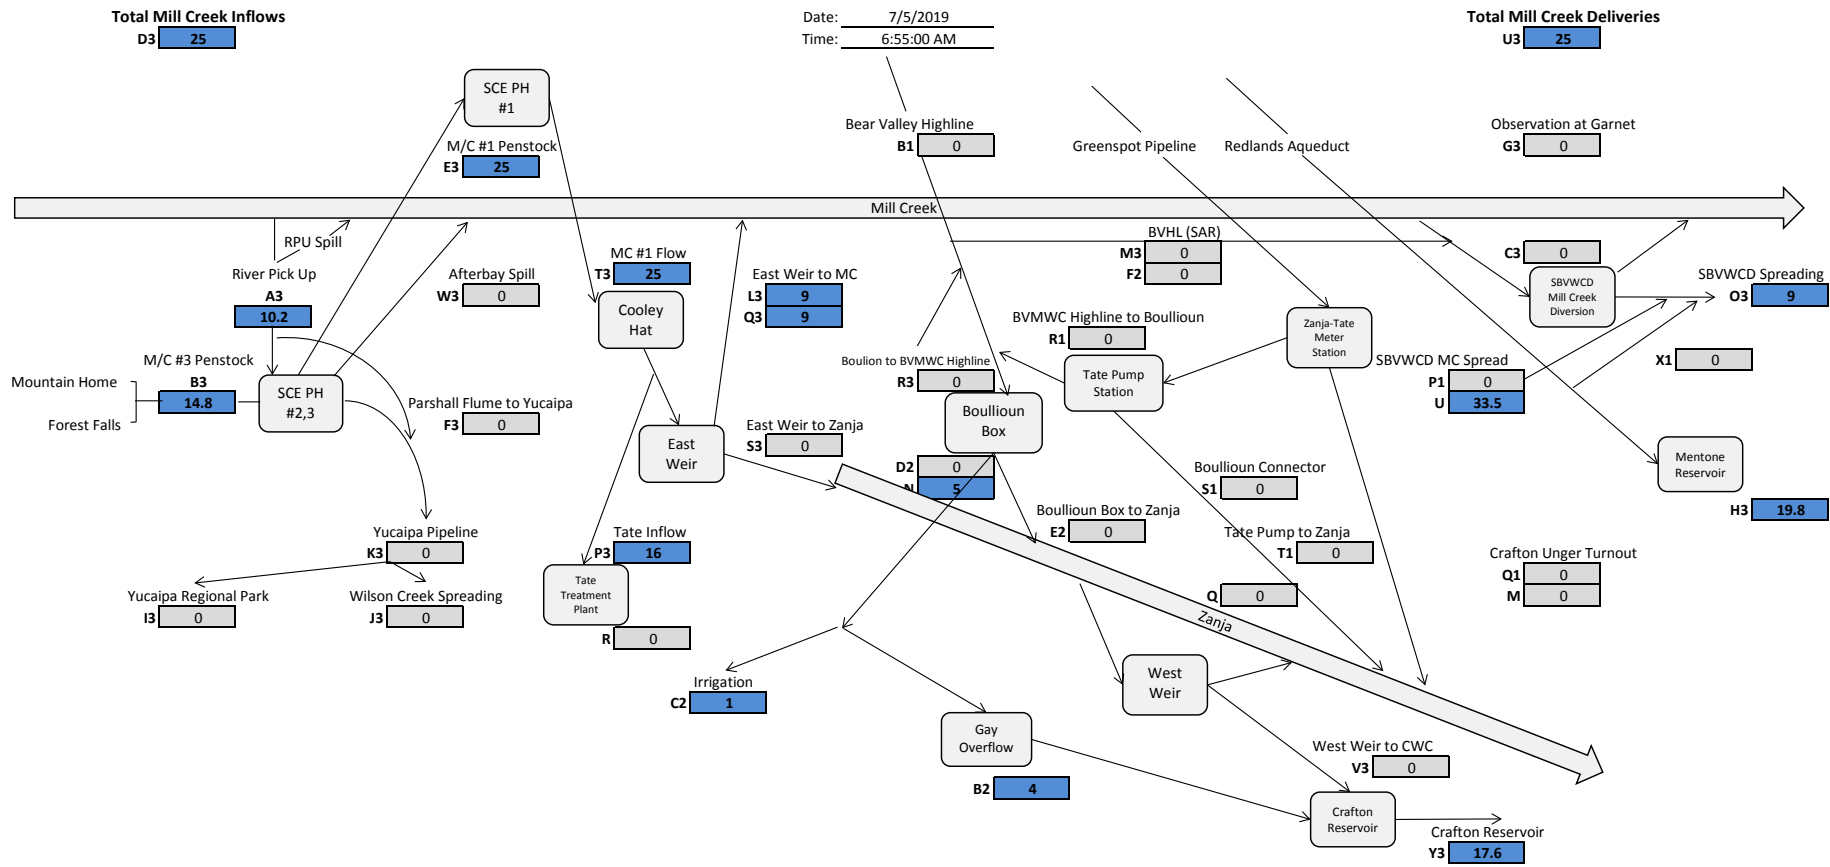 Total Mill Creek Inflows
D3 25
Date: 7/5/2019
Time: 6:55:00 AM
Total Mill Creek Deliveries
U3 25
SCE PH
#1
M/C #1 Penstock
E3 25
Bear Valley Highline
B1 0
Greenspot Pipeline
Redlands Aqueduct
Observation at Garnet
G3 0
Mill Creek
RPU Spill
River Pick Up
A3
10.2
Afterbay Spill
W3 0
MC #1 Flow
T3 25
Cooley
Hat
East Weir to MC
L3 9
Q3 9
BVHL (SAR)
M3 0
F2 0
C3 0
SBVWCD
Mill Creek
Diversion
SBVWCD Spreading
O3 9
BVMWC Highline to Boullioun
R1 0
Zanja-Tate
Meter
Station
M/C #3 Penstock
B3
14.8
Mountain Home
Forest Falls
SCE PH
#2,3
Parshall Flume to Yucaipa
F3 0
Boulion to BVMWC Highline
R3 0
Tate Pump
Station
SBVWCD MC Spread
P1 0
U 33.5
X1 0
Boullioun
Box
East
Weir
East Weir to Zanja
S3 0
D2 0
N 5
Boullioun Connector
S1 0
Mentone
Reservoir
H3 19.8
Yucaipa Pipeline
K3 0
Tate Inflow
P3 16
Boullioun Box to Zanja
E2 0
Tate Pump to Zanja
T1 0
Crafton Unger Turnout
Q1 0
M 0
Yucaipa Regional Park
I3 0
Wilson Creek Spreading
J3 0
Tate
Treatment
Plant
R 0
Q 0
Zanja
Irrigation
C2 1
West
Weir
Gay
Overflow
B2 4
West Weir to CWC
V3 0
Crafton
Reservoir
Crafton Reservoir
Y3 17.6